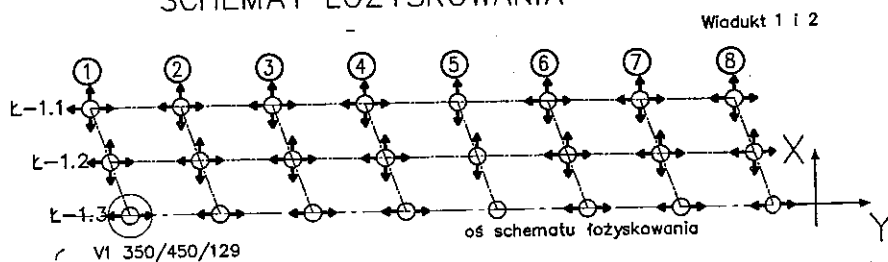 SCHEMAT ŁOŻYSKOWANIA
Wiadukt 1 i 2
1 2 3 4 5 6 7 8
Ł-1.1
Ł-1.2
X
Ł-1.3
oś schematu łożyskowania
Y
V1 350/450/129